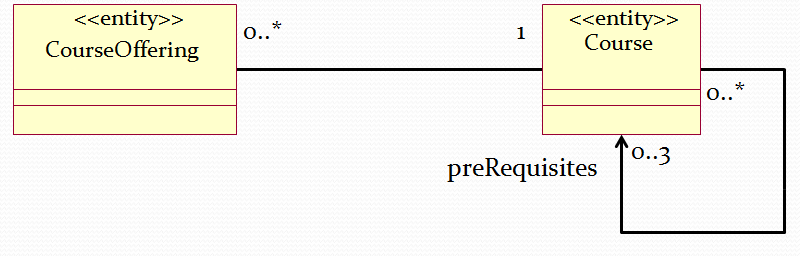 <<entity>>
CourseOffering
0..*
1
<<entity>>
Course
0..*
preRequisites
0..3